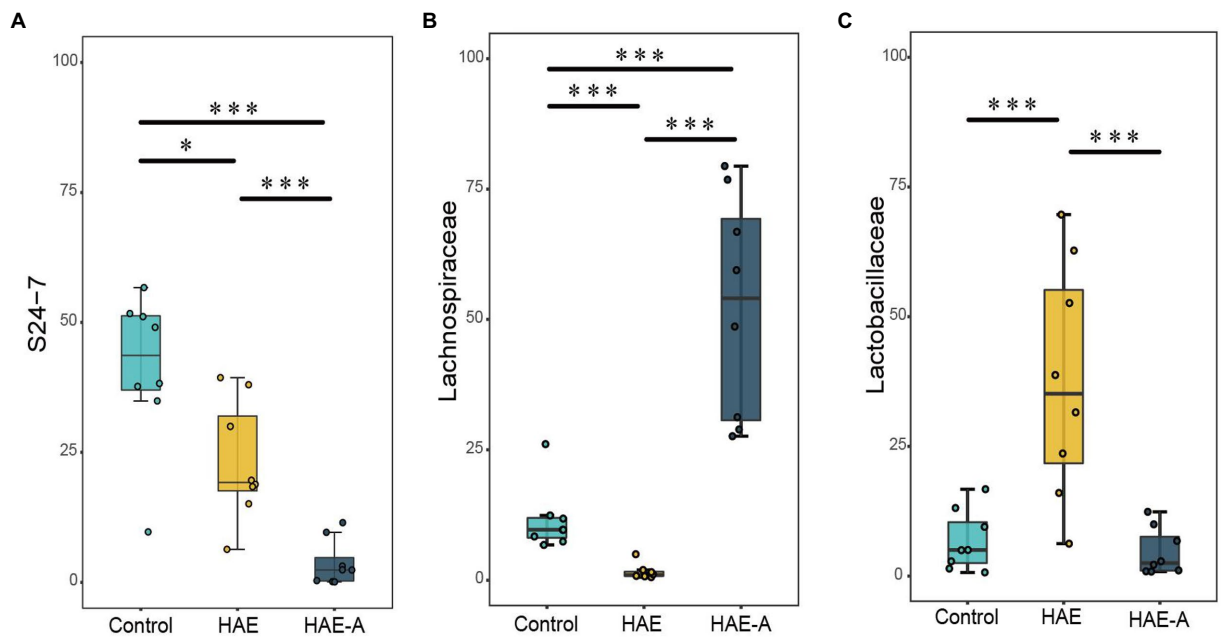 A
S24−7
100
75
50
25
0
***
*
***
Control HAE HAE-A
B
Lachnospiraceae
100
75
50
25
0
***
***
***
Control HAE HAE-A
C
Lactobacillaceae
100
75
50
25
0
***
***
Control HAE HAE-A